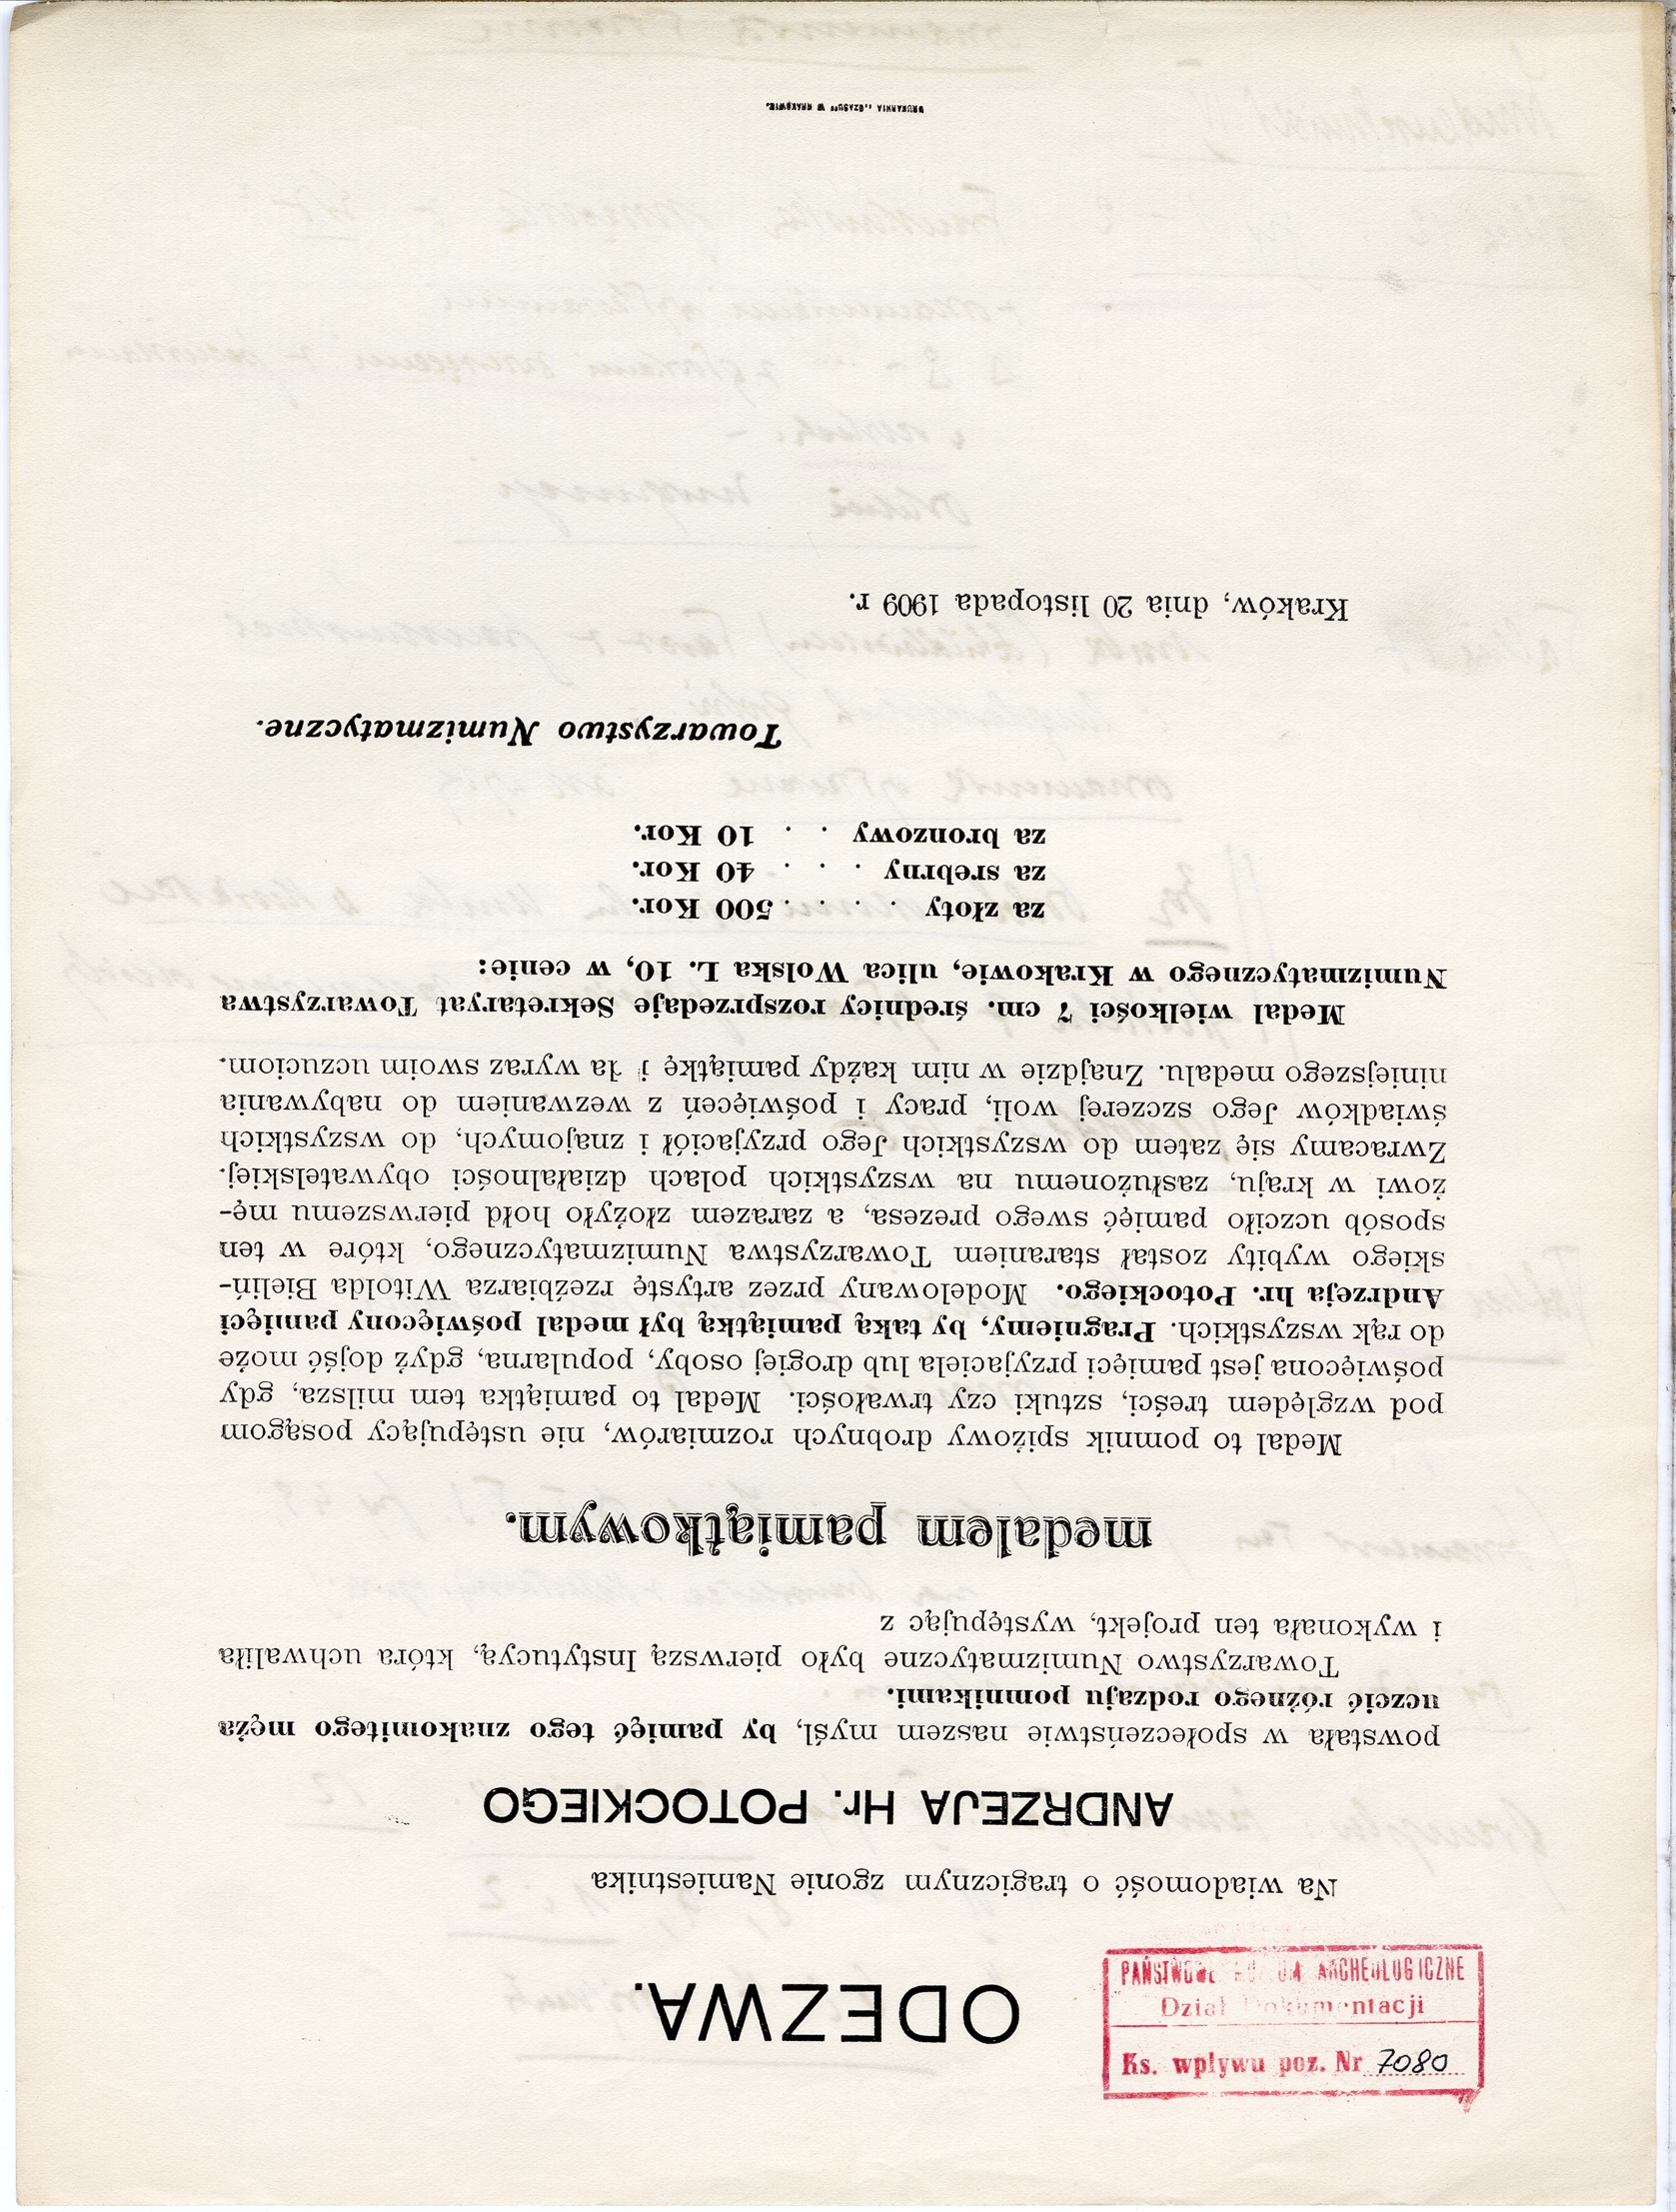 ODEZWA.
Na wiadomość o tragicznym zgonie Namiestnika
ANDRZEJA Hr. POTOCKIEGO
powstała w społeczeństwie naszem myśl, by pamięć tego znakomitego męża
uczcić różnego rodzaju pomnikami.
Towarzystwo Numizmatyczne było pierwszą Instytucyą, która uchwaliła
i wykonała ten projekt, występując z
medalem pamiątkowym.
Medal to pomnik spiżowy drobnych rozmiarów, nie ustępujący posągom
pod względem treści, sztuki czy trwałości. Medal to pamiątka tem milsza, gdy
poświęcona jest pamięci przyjaciela lub drogiej osoby, popularna, gdyż dojść może
do rąk wszystkich. Pragniemy, by taką pamiątką był medal poświęcony pamięci
Andrzeja hr. Potockiego. Modelowany przez artystę rzeźbiarza Witolda Bieliń-
skiego wybity został staraniem Towarzystwa Numizmatycznego, które w ten
sposób uczciło pamięć swego prezesa, a zarazem złożyło hołd pierwszemu mę-
żowi w kraju, zasłużonemu na wszystkich polach działalności obywatelskiej.
Zwracamy się zatem do wszystkich Jego przyjaciół i znajomych, do wszystkich
świadków Jego szczerej woli, pracy i poświęceń z wezwaniem do nabywania
niniejszego medalu. Znajdzie w nim każdy pamiątkę i da wyraz swoim uczuciom.
Medal wielkości 7 cm. średnicy rozsprzedaje Sekretaryat Towarzystwa
Numizmatycznego w Krakowie, ulica Wolska L. 10, w cenie:
za złoty . . . . 500 Kor.
za srebrny . . . 40 Kor.
za bronzowy . . 10 Kor.
Towarzystwo Numizmatyczne.
Kraków, dnia 20 listopada 1909 r.
DRUKARNIA „CZASU" W KRAKOWIE.
PAŃSTWOWE MUZEUM ARCHEOLOGICZNE
Dział Dokumentacji
Ks. wpływu poz. Nr 7080